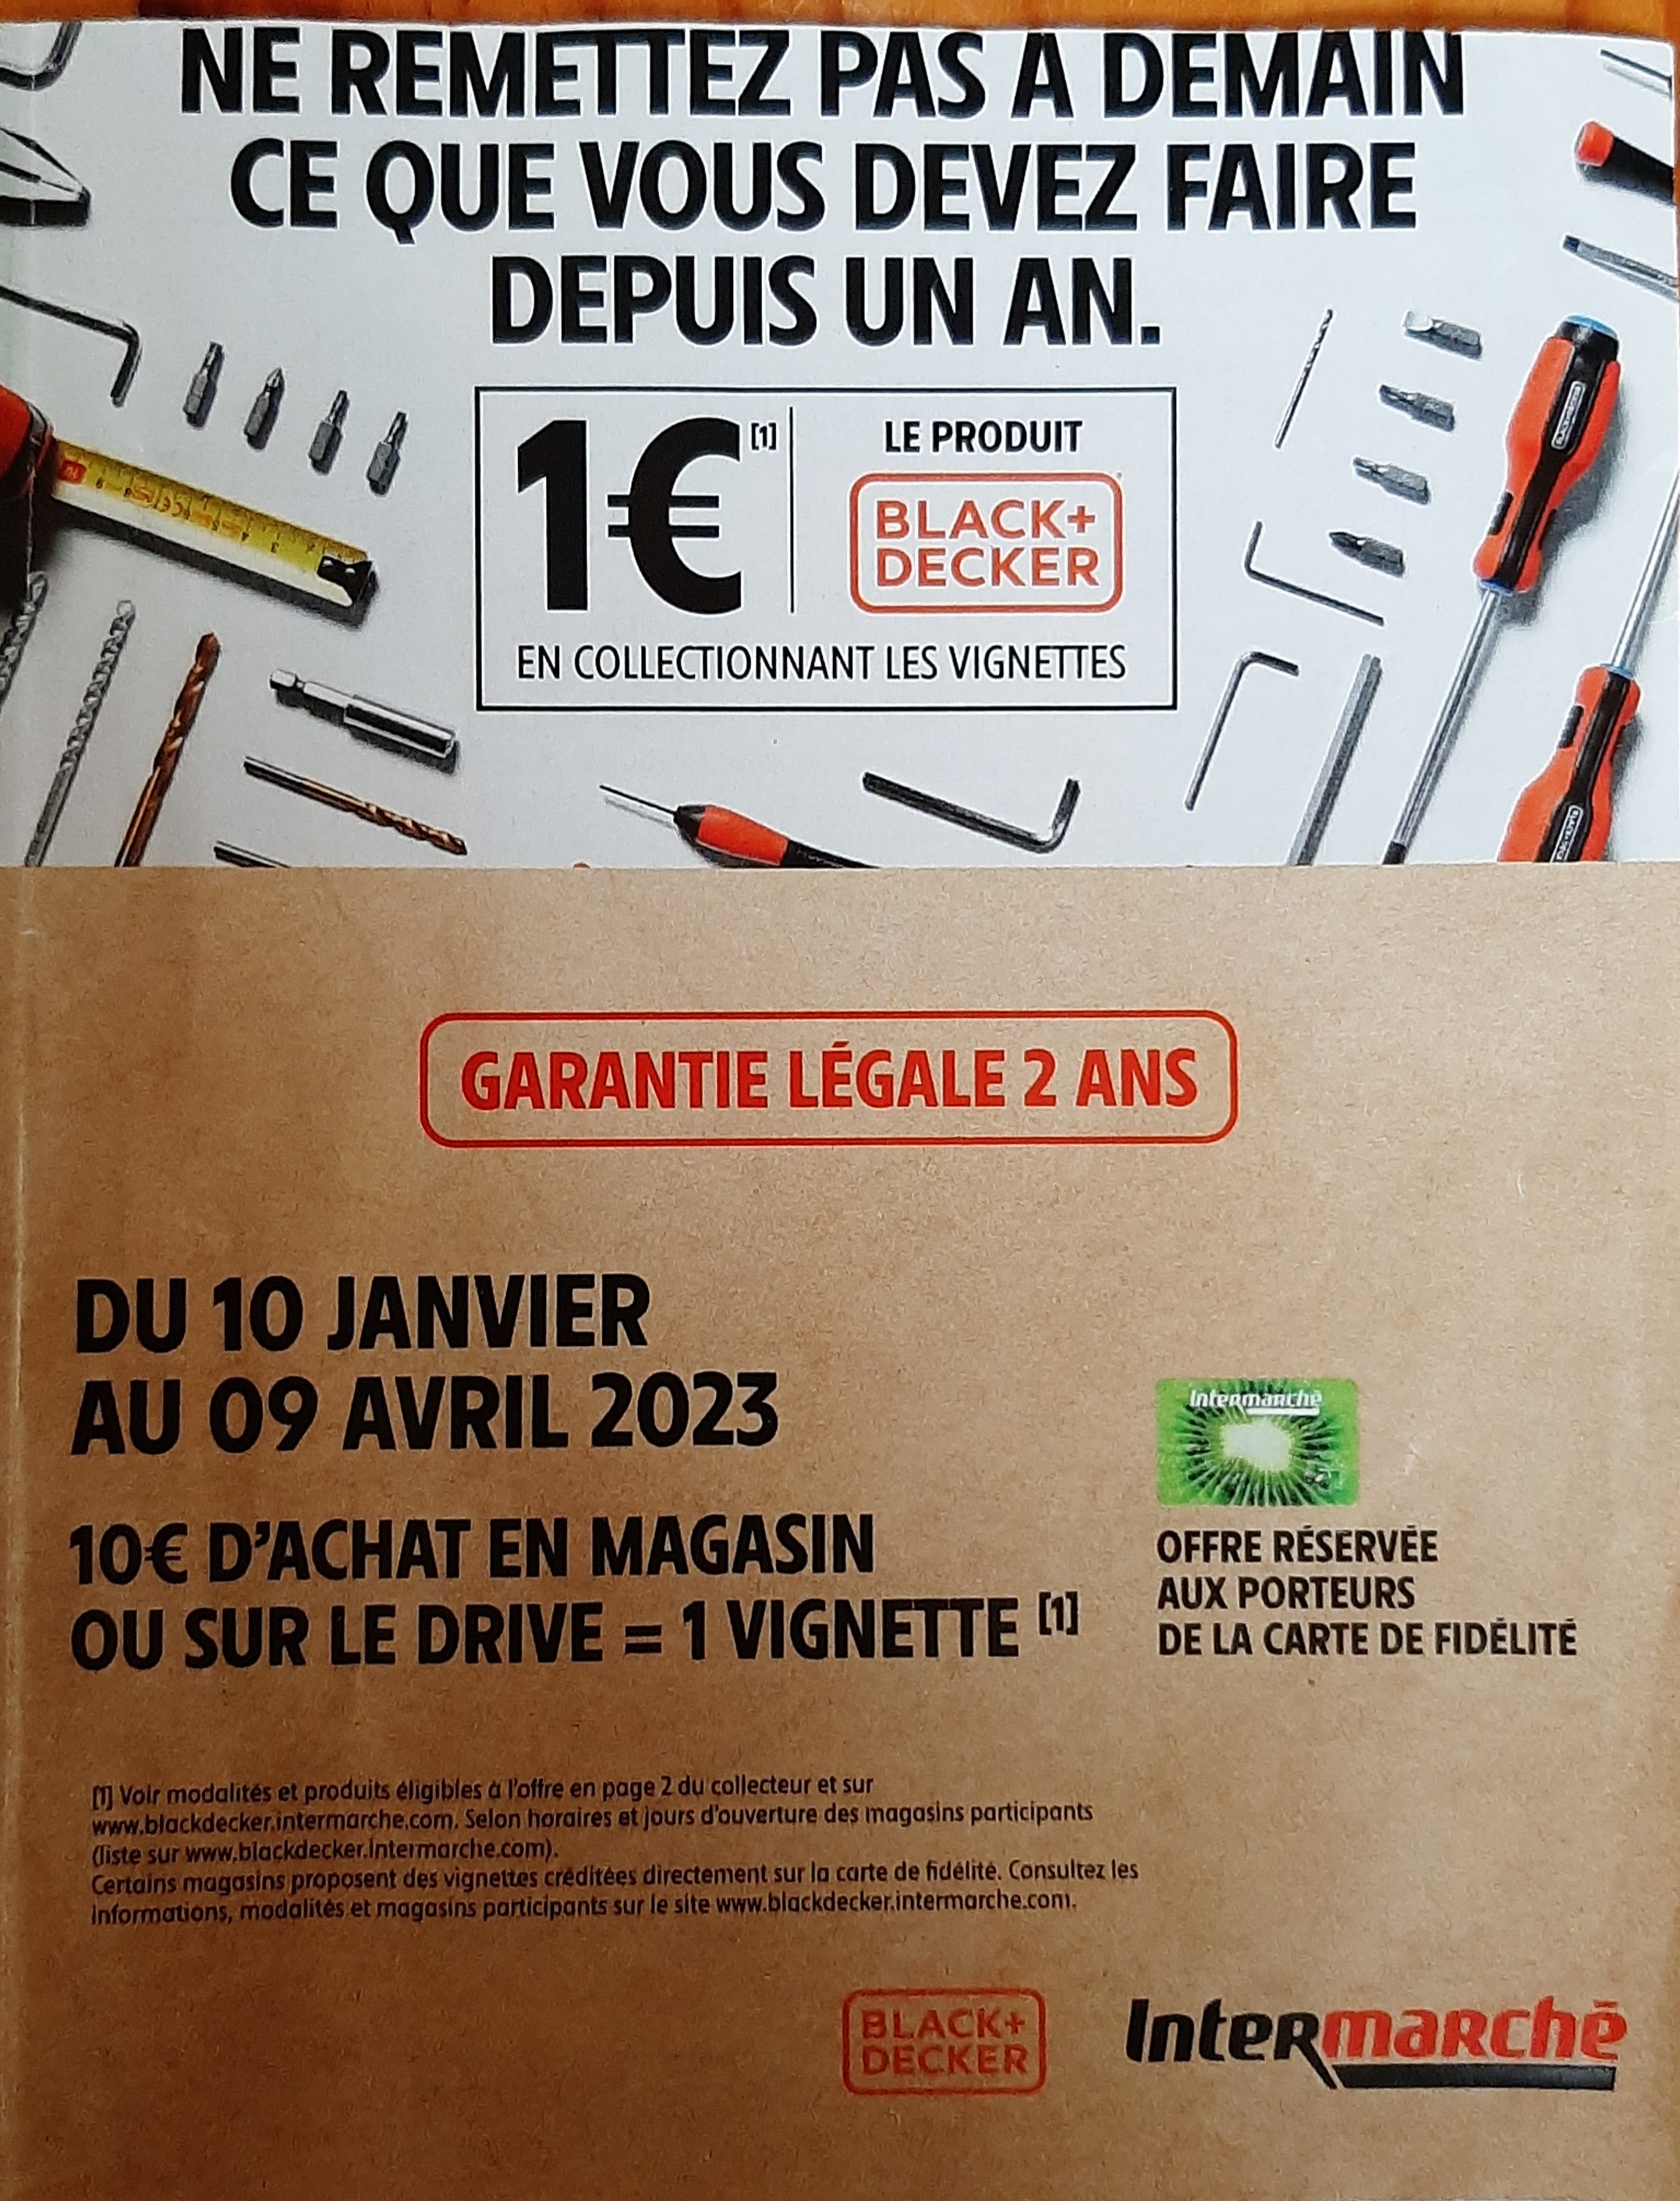 NE REMETTEZ PAS À DEMAIN
CE QUE VOUS DEVEZ FAIRE
DEPUIS UN AN.
1€[1]
LE PRODUIT
BLACK+
DECKER
EN COLLECTIONNANT LES VIGNETTES
GARANTIE LÉGALE 2 ANS
DU 10 JANVIER
AU 09 AVRIL 2023
10€ D'ACHAT EN MAGASIN
OU SUR LE DRIVE = 1 VIGNETTE [1]
Intermarchē
OFFRE RÉSERVÉE
AUX PORTEURS
DE LA CARTE DE FIDÉLITÉ
[1] Voir modalités et produits éligibles à l'offre en page 2 du collecteur et sur
www.blackdecker.intermarche.com. Selon horaires et jours d'ouverture des magasins participants
(liste sur www.blackdecker.intermarche.com).
Certains magasins proposent des vignettes créditées directement sur la carte de fidélité. Consultez les
informations, modalités et magasins participants sur le site www.blackdecker.intermarche.com.
BLACK+
DECKER
Intermarchē